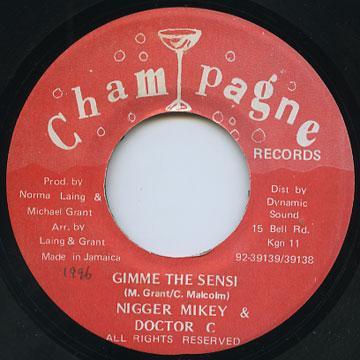 Champagne
RECORDS
Prod. by
Norma Laing &
Michael Grant
Arr. by
Laing & Grant
Made in Jamaica
1986
Dist by
Dynamic
Sound
15 Bell Rd.
Kgn 11
92-39139/39138
GIMME THE SENSI
(M. Grant/C. Malcolm)
NIGGER MIKEY &
DOCTOR C
ALL RIGHTS RESERVED